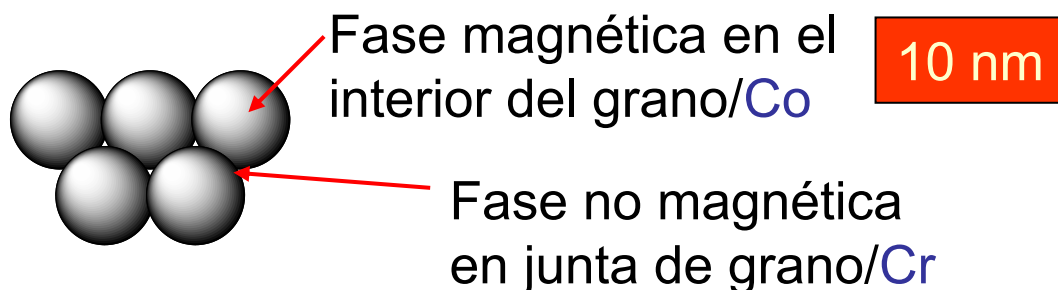 Fase magnética en el
interior del grano/Co
10 nm
Fase no magnética
en junta de grano/Cr